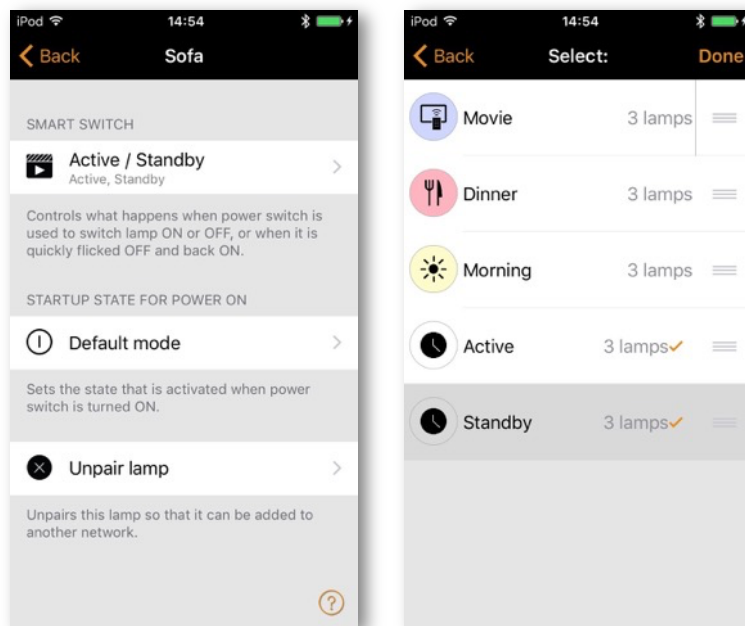 iPod 14:54
Back Sofa
SMART SWITCH
Active / Standby
Active, Standby
Controls what happens when power switch is
used to switch lamp ON or OFF, or when it is
quickly flicked OFF and back ON.
STARTUP STATE FOR POWER ON
Default mode
Sets the state that is activated when power
switch is turned ON.
Unpair lamp
Unpairs this lamp so that it can be added to
another network.
?
iPod 14:54
Back Select: Done
Movie 3 lamps
Dinner 3 lamps
Morning 3 lamps
Active 3 lamps
Standby 3 lamps